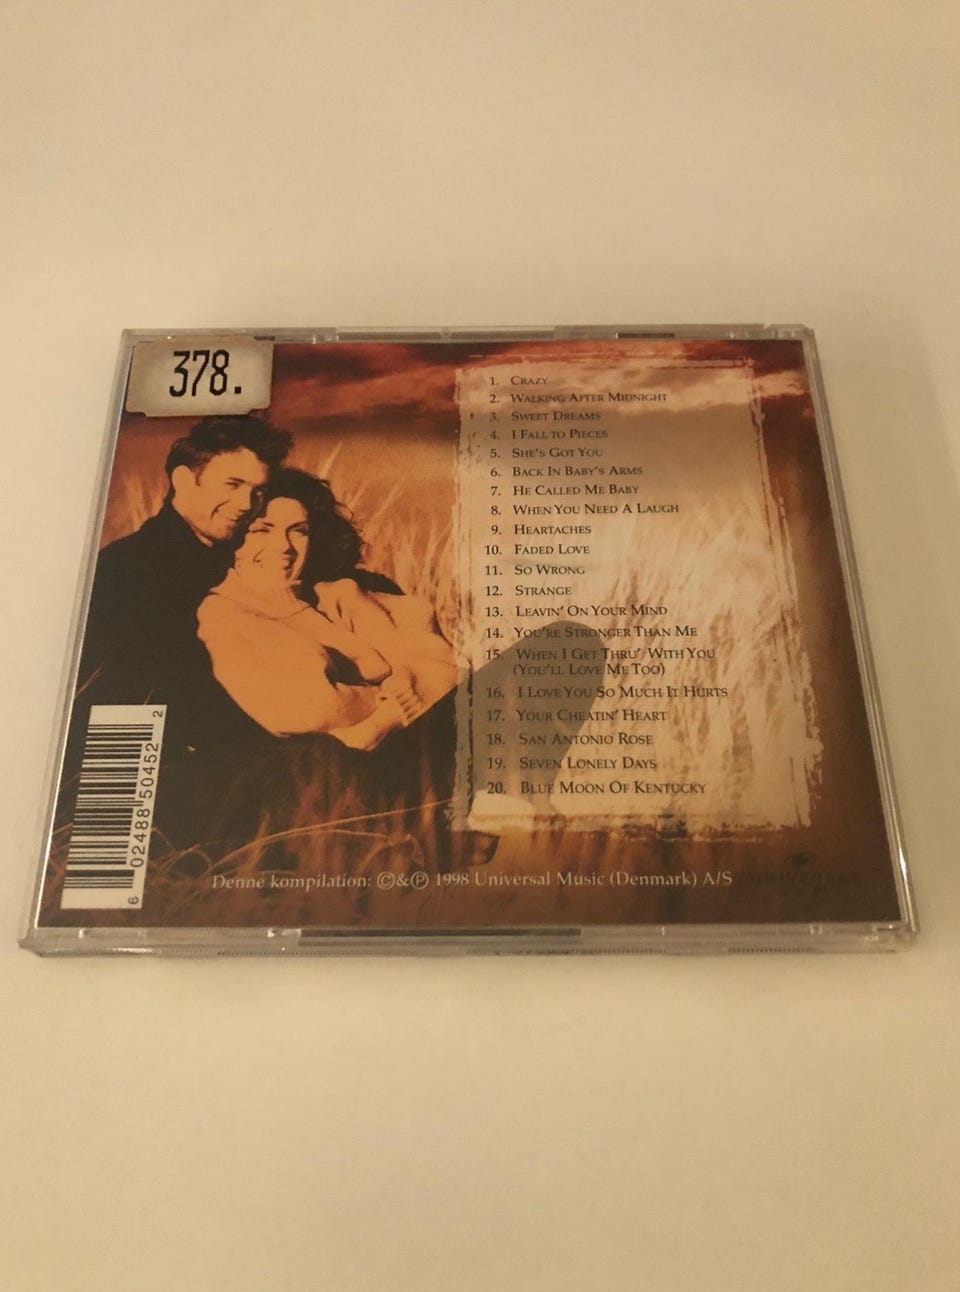 378.
1. Crazy
2. Walking After Midnight
3. Sweet Dreams
4. I Fall to Pieces
5. She's Got You
6. Back In Baby's Arms
7. He Called Me Baby
8. When You Need A Laugh
9. Heartaches
10. Faded Love
11. So Wrong
12. Strange
13. Leavin' On Your Mind
14. You're Stronger Than Me
15. When I Get Thru' With You
(You'll Love Me Too)
16. I Love You So Much It Hurts
17. Your Cheatin' Heart
18. San Antonio Rose
19. Seven Lonely Days
20. Blue Moon Of Kentucky
6 02488 50452 2
Denne kompilation: ©&℗ 1998 Universal Music (Denmark) A/S